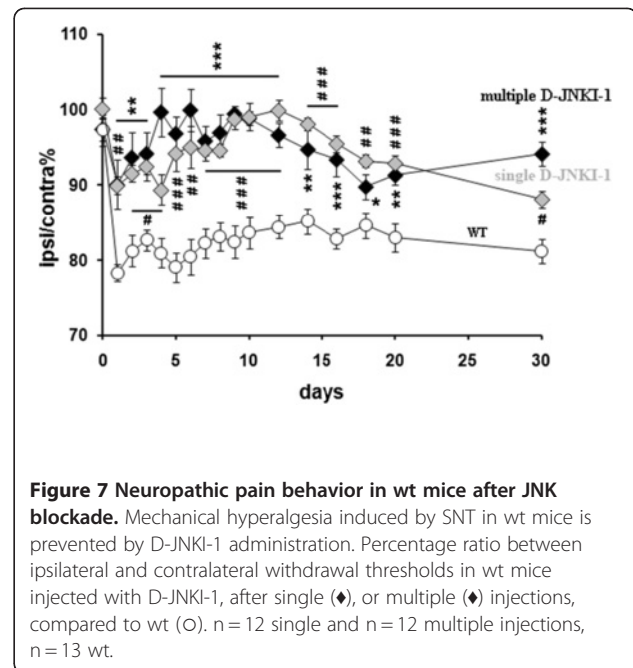 110
***
**
###
multiple D-JNKI-1
100
##
##
###
***
Ipsi/contra%
90
single D-JNKI-1
###
##
###
**
***
*
**
#
#
80
WT
70
0 5 10 15 20 25 30
days
Figure 7 Neuropathic pain behavior in wt mice after JNK
blockade. Mechanical hyperalgesia induced by SNT in wt mice is
prevented by D-JNKI-1 administration. Percentage ratio between
ipsilateral and contralateral withdrawal thresholds in wt mice
injected with D-JNKI-1, after single (♦), or multiple (♦) injections,
compared to wt (○). n = 12 single and n = 12 multiple injections,
n = 13 wt.